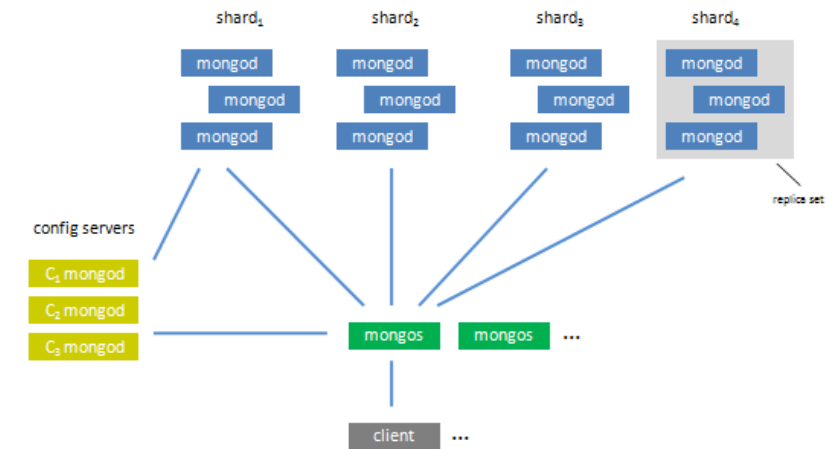 shard₁ shard₂ shard₃ shard₄
mongod mongod mongod mongod
mongod mongod mongod mongod
mongod mongod mongod mongod
replica set
config servers
C₁ mongod
C₂ mongod
C₃ mongod
mongos mongos ...
client ...